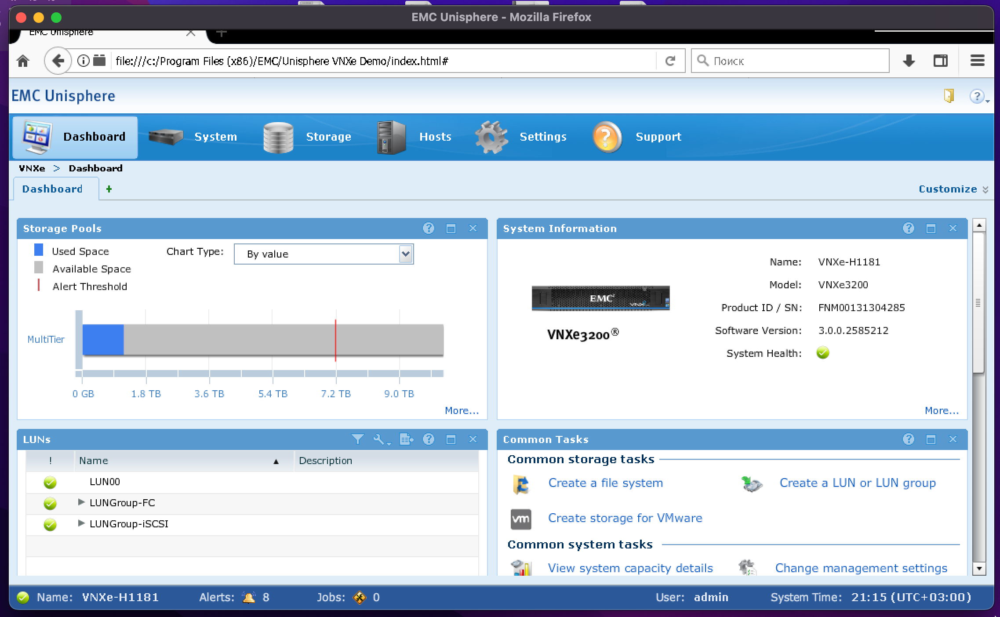 EMC Unisphere - Mozilla Firefox
EMC Unisphere
file:///c:/Program Files (x86)/EMC/Unisphere VNXe Demo/index.html#
Поиск
EMC Unisphere
Dashboard
System
Storage
Hosts
Settings
Support
VNXe > Dashboard
Dashboard +
Customize
Storage Pools
Used Space
Chart Type: By value
Available Space
Alert Threshold
MultiTier
0 GB 1.8 TB 3.6 TB 5.4 TB 7.2 TB 9.0 TB
More...
System Information
EMC²
VNXe3200®
Name: VNXe-H1181
Model: VNXe3200
Product ID / SN: FNM00131304285
Software Version: 3.0.0.2585212
System Health:
More...
LUNs
! Name Description
LUN00
LUNGroup-FC
LUNGroup-iSCSI
Common Tasks
Common storage tasks
Create a file system
Create a LUN or LUN group
vm
Create storage for VMware
Common system tasks
View system capacity details
Change management settings
Name: VNXe-H1181 Alerts: 8 Jobs: 0 User: admin System Time: 21:15 (UTC+03:00)